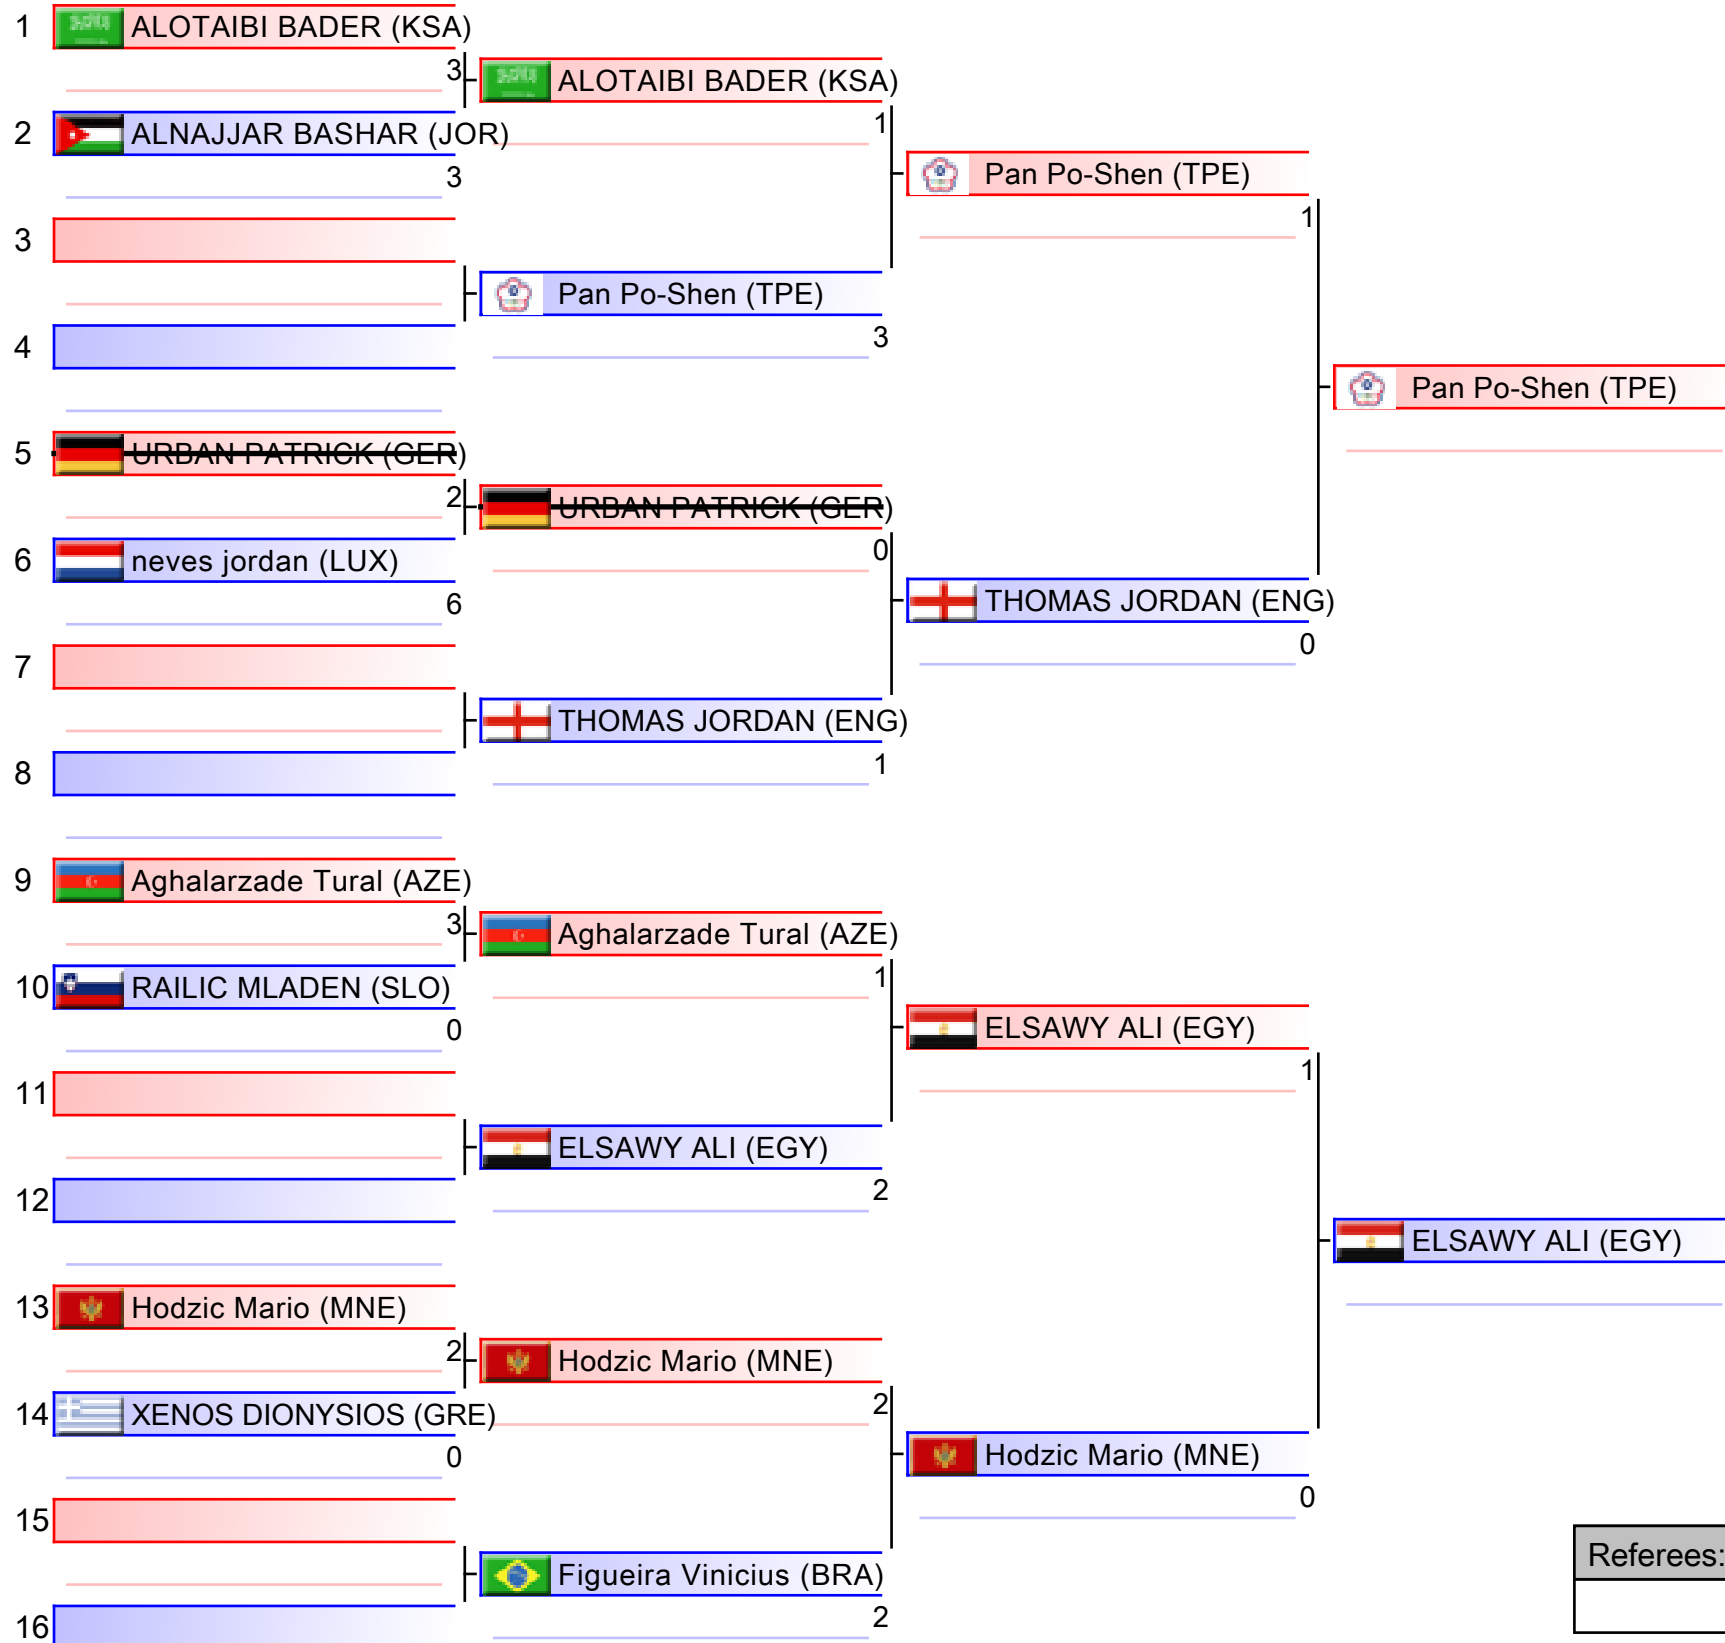 1 ALOTAIBI BADER (KSA)
3 ALOTAIBI BADER (KSA)
2 ALNAJJAR BASHAR (JOR) 1
3 Pan Po-Shen (TPE)
3 1
Pan Po-Shen (TPE)
4 3
Pan Po-Shen (TPE)
5 URBAN PATRICK (GER)
2 URBAN PATRICK (GER)
6 neves jordan (LUX) 0
6 THOMAS JORDAN (ENG)
7 0
THOMAS JORDAN (ENG)
8 1
9 Aghalarzade Tural (AZE)
3 Aghalarzade Tural (AZE)
10 RAILIC MLADEN (SLO) 1
0 ELSAWY ALI (EGY)
11 1
ELSAWY ALI (EGY)
12 2
ELSAWY ALI (EGY)
13 Hodzic Mario (MNE)
2 Hodzic Mario (MNE)
14 XENOS DIONYSIOS (GRE) 2
0 Hodzic Mario (MNE)
15 0
Referees:
Figueira Vinicius (BRA)
16 2